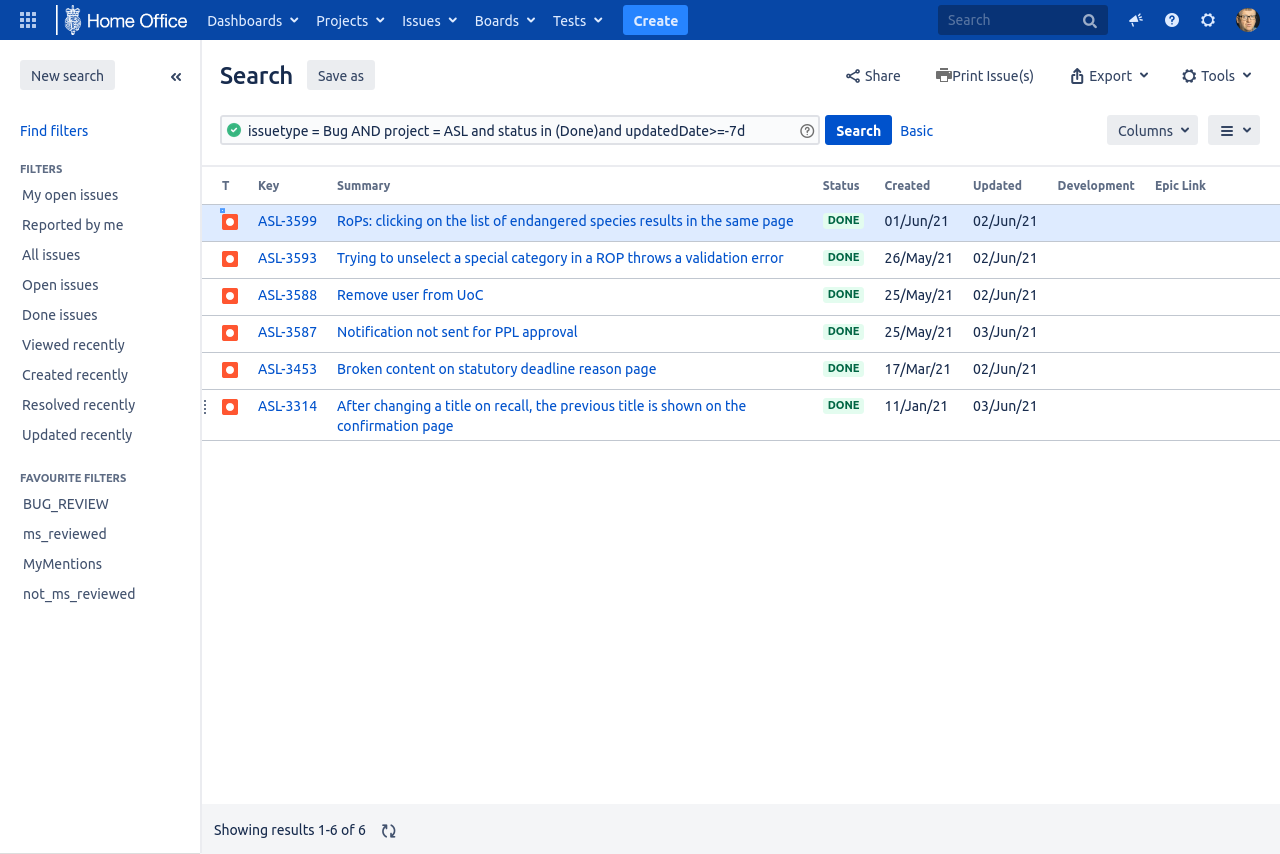 Home Office Dashboards Projects Issues Boards Tests Create Search
New search
Search Save as Share Print Issue(s) Export Tools
Find filters
issuetype = Bug AND project = ASL and status in (Done)and updatedDate>=-7d Search Basic Columns
FILTERS
My open issues
Reported by me
All issues
Open issues
Done issues
Viewed recently
Created recently
Resolved recently
Updated recently
FAVOURITE FILTERS
BUG_REVIEW
ms_reviewed
MyMentions
not_ms_reviewed
T Key Summary Status Created Updated Development Epic Link
ASL-3599 RoPs: clicking on the list of endangered species results in the same page DONE 01/Jun/21 02/Jun/21
ASL-3593 Trying to unselect a special category in a ROP throws a validation error DONE 26/May/21 02/Jun/21
ASL-3588 Remove user from UoC DONE 25/May/21 02/Jun/21
ASL-3587 Notification not sent for PPL approval DONE 25/May/21 03/Jun/21
ASL-3453 Broken content on statutory deadline reason page DONE 17/Mar/21 02/Jun/21
ASL-3314 After changing a title on recall, the previous title is shown on the DONE 11/Jan/21 03/Jun/21
confirmation page
Showing results 1-6 of 6